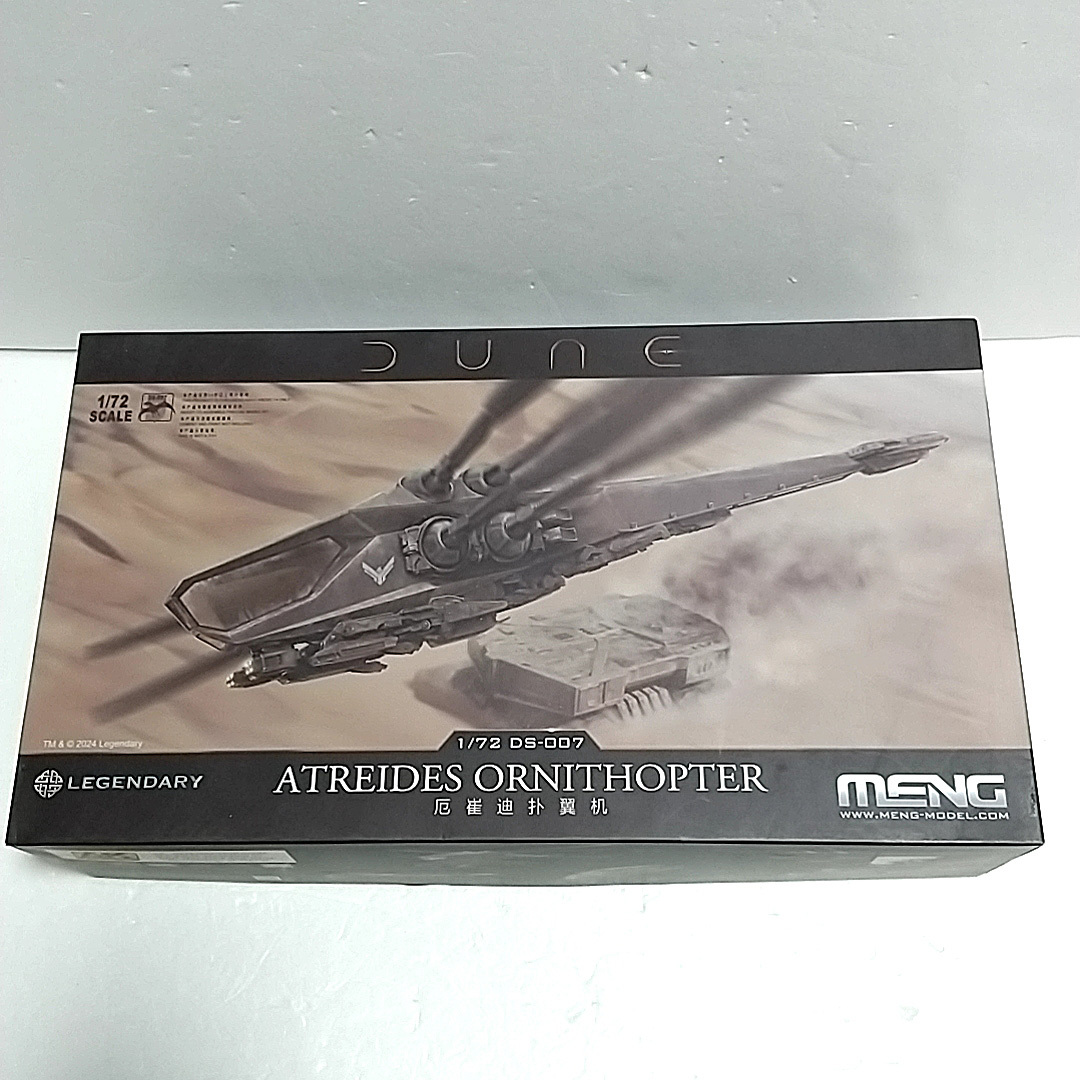 DUNE
1/72
SCALE
TM & © 2024 Legendary
1/72 DS-007
LEGENDARY
ATREIDES ORNITHOPTER
厄崔迪扑翼机
MENG
WWW.MENG-MODEL.COM